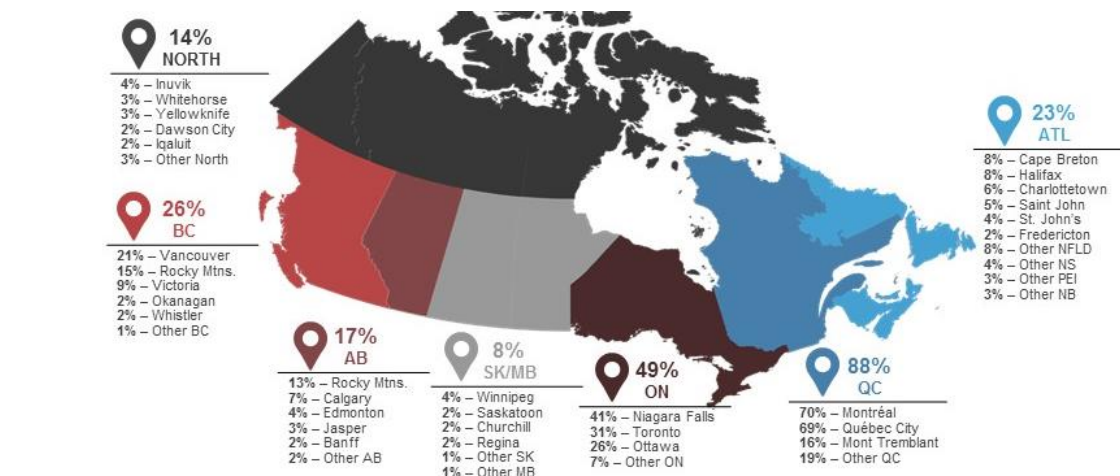 14%
NORTH
4% – Inuvik
3% – Whitehorse
3% – Yellowknife
2% – Dawson City
2% – Iqaluit
3% – Other North
26%
BC
21% – Vancouver
15% – Rocky Mtns.
9% – Victoria
2% – Okanagan
2% – Whistler
1% – Other BC
17%
AB
13% – Rocky Mtns.
7% – Calgary
4% – Edmonton
3% – Jasper
2% – Banff
2% – Other AB
8%
SK/MB
4% – Winnipeg
2% – Saskatoon
2% – Churchill
2% – Regina
1% – Other SK
1% – Other MB
49%
ON
41% – Niagara Falls
31% – Toronto
26% – Ottawa
7% – Other ON
88%
QC
70% – Montréal
69% – Québec City
16% – Mont Tremblant
19% – Other QC
23%
ATL
8% – Cape Breton
8% – Halifax
6% – Charlottetown
5% – Saint John
4% – St. John's
2% – Fredericton
8% – Other NFLD
4% – Other NS
3% – Other PEI
3% – Other NB